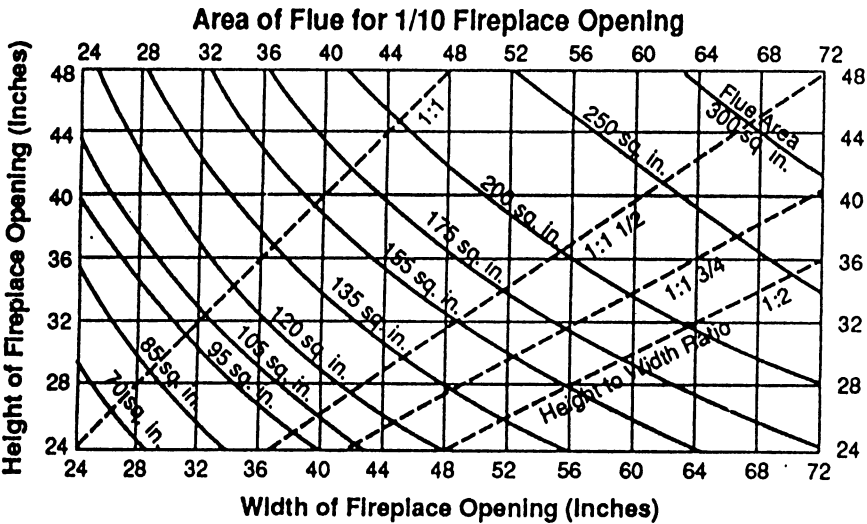 Area of Flue for 1/10 Fireplace Opening
24 28 32 36 40 44 48 52 56 60 64 68 72
Height of Fireplace Opening (Inches)
48
44
40
36
32
28
24
48
44
40
36
32
28
24
70 sq. in.
85 sq. in.
95 sq. in.
105 sq. in.
120 sq. in.
135 sq. in.
155 sq. in.
175 sq. in.
200 sq. in.
250 sq. in.
Flue Area
300 sq. in.
1:1
1:1 1/2
1:1 3/4
1:2
Height to Width Ratio
24 28 32 36 40 44 48 52 56 60 64 68 72
Width of Fireplace Opening (Inches)